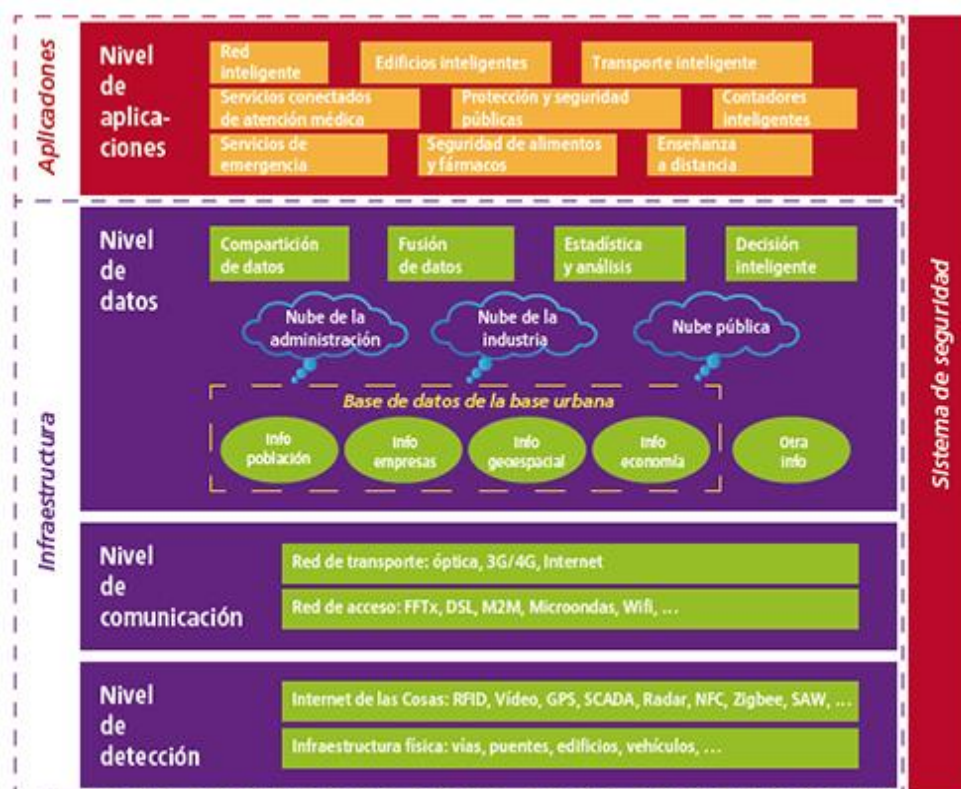 Aplicadones
Nivel
de
aplica-
ciones
Red
inteligente
Edificios inteligentes
Transporte inteligente
Servicios conectados
de atención médica
Protección y seguridad
públicas
Contadores
inteligentes
Servicios de
emergencia
Seguridad de alimentos
y fármacos
Enseñanza
a distancia
Infraestructura
Nivel
de
datos
Compartición
de datos
Fusión
de datos
Estadística
y análisis
Decisión
inteligente
Nube de la
administración
Nube de la
industria
Nube pública
Base de datos de la base urbana
Info
población
Info
empresas
Info
geoespacial
Info
economía
Otra
info
Nivel
de
comunicación
Red de transporte: óptica, 3G/4G, Internet
Red de acceso: FFTx, DSL, M2M, Microondas, Wifi, ...
Nivel
de
detección
Internet de las Cosas: RFID, Vídeo, GPS, SCADA, Radar, NFC, Zigbee, SAW, ...
Infraestructura física: vías, puentes, edificios, vehículos, ...
Sistema de seguridad